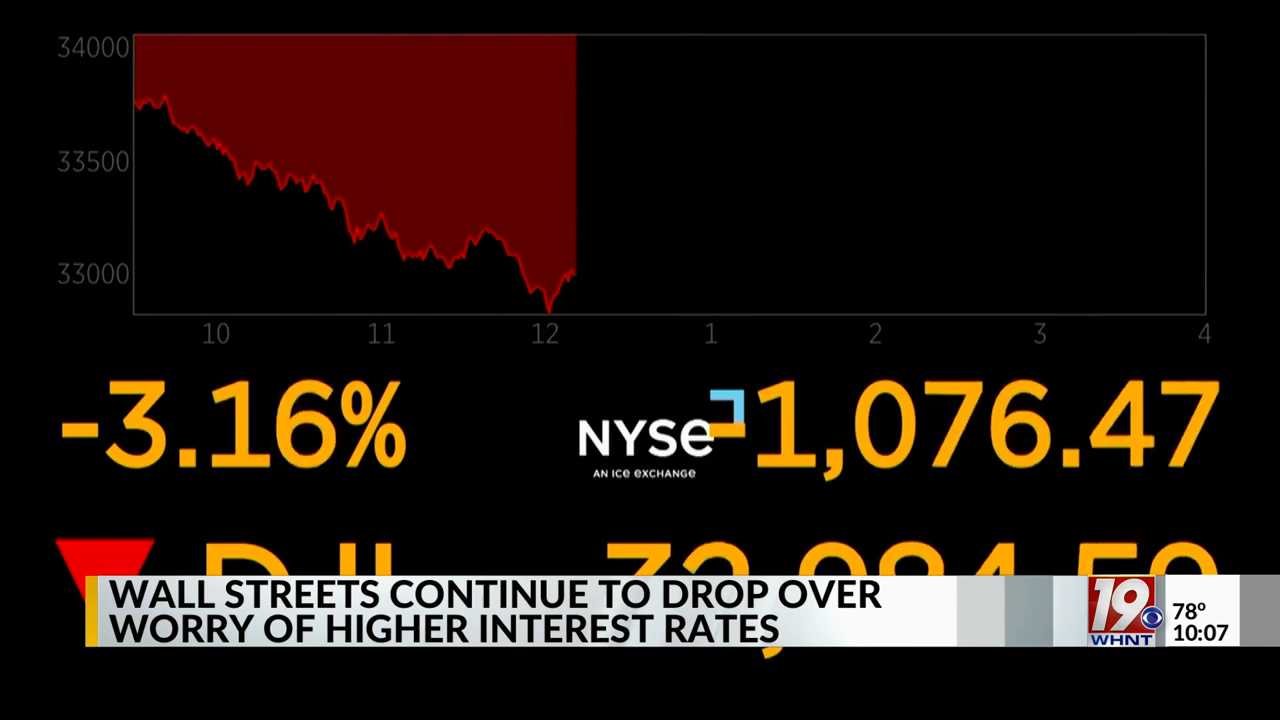 34000
33500
33000
10 11 12 1 2 3 4
-3.16%
-1,076.47
NYSE
AN ICE EXCHANGE
WALL STREETS CONTINUE TO DROP OVER
WORRY OF HIGHER INTEREST RATES
19
WHNT
78°
10:07